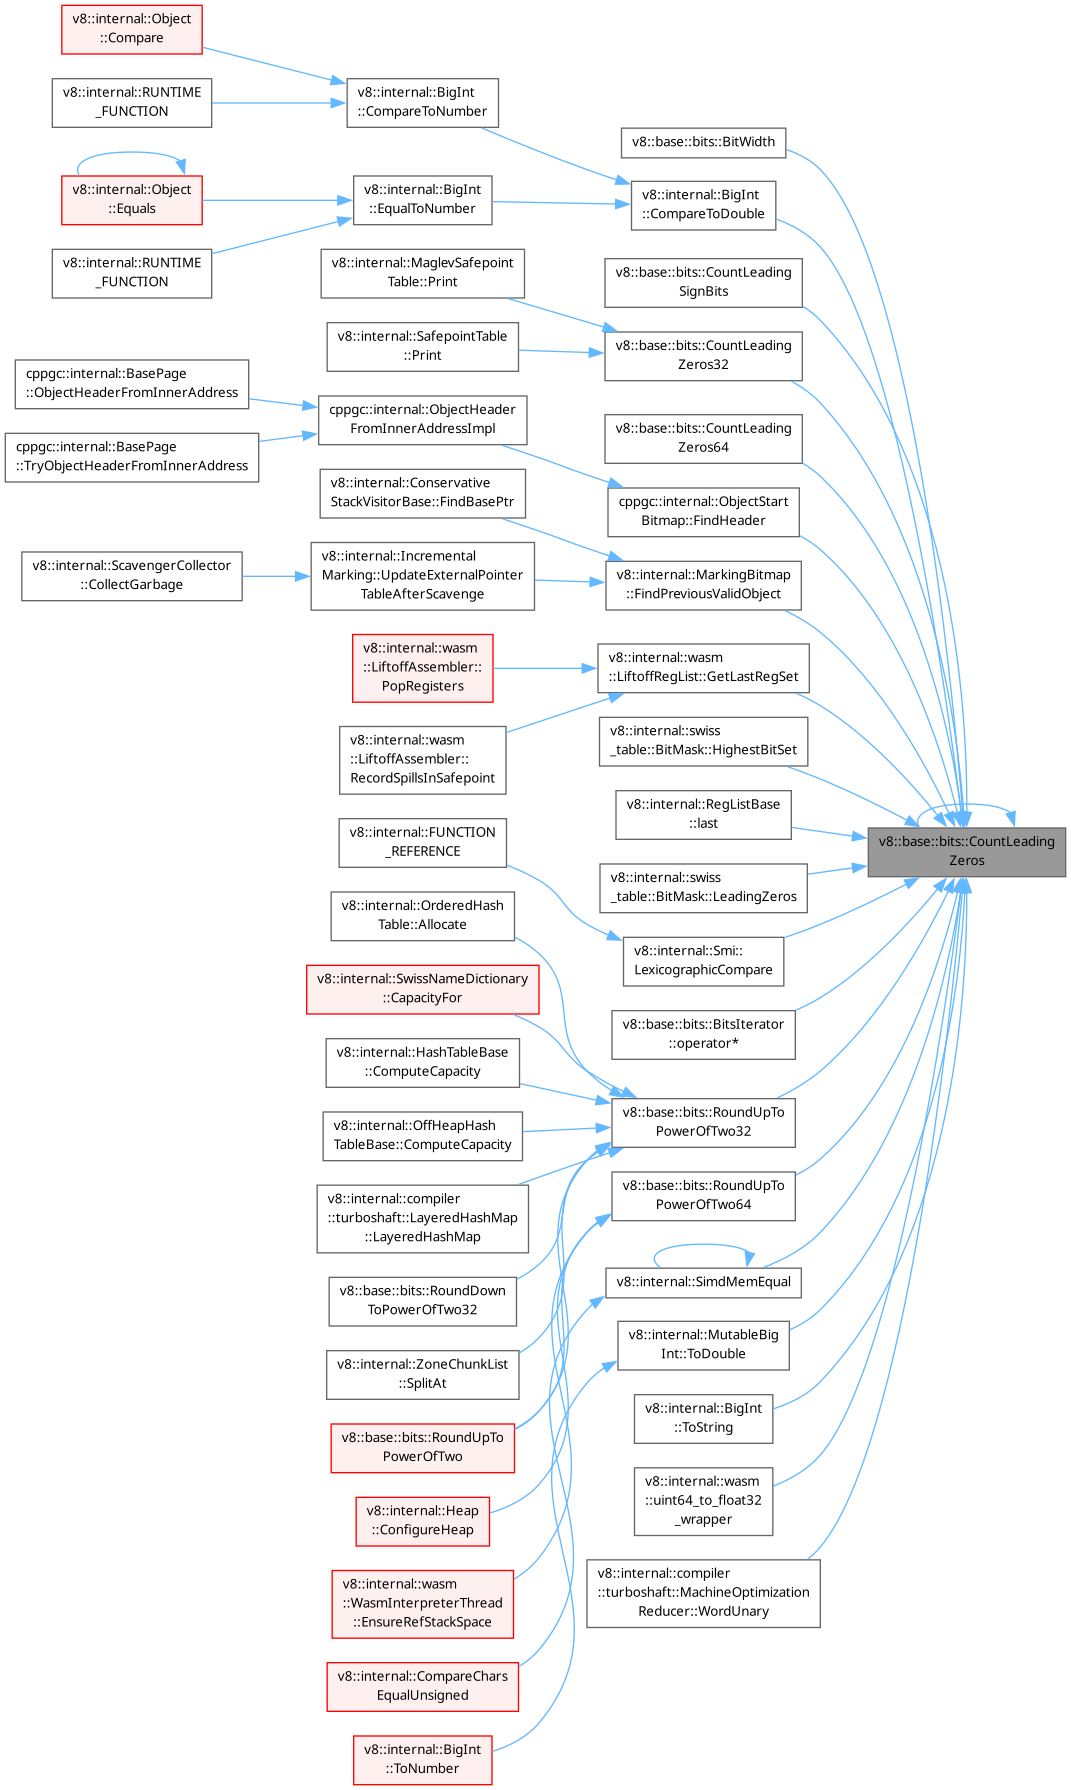 v8::internal::Object
::Compare
v8::internal::RUNTIME
_FUNCTION
v8::internal::BigInt
::CompareToNumber
v8::base::bits::BitWidth
v8::internal::Object
::Equals
v8::internal::BigInt
::EqualToNumber
v8::internal::BigInt
::CompareToDouble
v8::internal::RUNTIME
_FUNCTION
v8::internal::MaglevSafepoint
Table::Print
v8::base::bits::CountLeading
SignBits
v8::internal::SafepointTable
::Print
v8::base::bits::CountLeading
Zeros32
cppgc::internal::BasePage
::ObjectHeaderFromInnerAddress
cppgc::internal::ObjectHeader
FromInnerAddressImpl
v8::base::bits::CountLeading
Zeros64
cppgc::internal::BasePage
::TryObjectHeaderFromInnerAddress
v8::internal::Conservative
StackVisitorBase::FindBasePtr
cppgc::internal::ObjectStart
Bitmap::FindHeader
v8::internal::ScavengerCollector
::CollectGarbage
v8::internal::Incremental
Marking::UpdateExternalPointer
TableAfterScavenge
v8::internal::MarkingBitmap
::FindPreviousValidObject
v8::internal::wasm
::LiftoffAssembler::
PopRegisters
v8::internal::wasm
::LiftoffRegList::GetLastRegSet
v8::internal::wasm
::LiftoffAssembler::
RecordSpillsInSafepoint
v8::internal::swiss
_table::BitMask::HighestBitSet
v8::internal::RegListBase
::last
v8::internal::FUNCTION
_REFERENCE
v8::base::bits::CountLeading
Zeros
v8::internal::swiss
_table::BitMask::LeadingZeros
v8::internal::OrderedHash
Table::Allocate
v8::internal::Smi::
LexicographicCompare
v8::internal::SwissNameDictionary
::CapacityFor
v8::base::bits::BitsIterator
::operator*
v8::internal::HashTableBase
::ComputeCapacity
v8::base::bits::RoundUpTo
PowerOfTwo32
v8::internal::OffHeapHash
TableBase::ComputeCapacity
v8::internal::compiler
::turboshaft::LayeredHashMap
::LayeredHashMap
v8::base::bits::RoundUpTo
PowerOfTwo64
v8::base::bits::RoundDown
ToPowerOfTwo32
v8::internal::SimdMemEqual
v8::internal::ZoneChunkList
::SplitAt
v8::internal::MutableBig
Int::ToDouble
v8::base::bits::RoundUpTo
PowerOfTwo
v8::internal::BigInt
::ToString
v8::internal::Heap
::ConfigureHeap
v8::internal::wasm
::uint64_to_float32
_wrapper
v8::internal::wasm
::WasmInterpreterThread
::EnsureRefStackSpace
v8::internal::compiler
::turboshaft::MachineOptimization
Reducer::WordUnary
v8::internal::CompareChars
EqualUnsigned
v8::internal::BigInt
::ToNumber